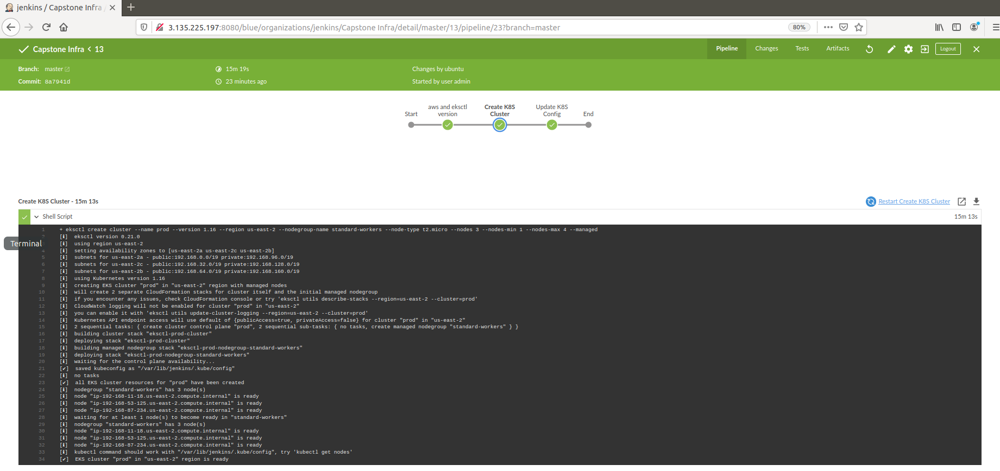 jenkins / Capstone Infra /
3.135.225.197:8080/blue/organizations/jenkins/Capstone Infra/detail/master/13/pipeline/23?branch=master
80%
Capstone Infra < 13
Pipeline
Changes
Tests
Artifacts
Logout
Branch: master
15m 19s
Changes by ubuntu
Commit: 8a7941d
23 minutes ago
Started by user admin
Start
aws and eksctl version
Create K8S Cluster
Update K8S Config
End
Create K8S Cluster - 15m 13s
Restart Create K8S Cluster
Shell Script
15m 13s
Terminal
1 + eksctl create cluster --name prod --version 1.16 --region us-east-2 --nodegroup-name standard-workers --node-type t2.micro --nodes 3 --nodes-min 1 --nodes-max 4 --managed
2 [ℹ] eksctl version 0.21.0
3 [ℹ] using region us-east-2
4 [ℹ] setting availability zones to [us-east-2a us-east-2c us-east-2b]
5 [ℹ] subnets for us-east-2a - public:192.168.0.0/19 private:192.168.96.0/19
6 [ℹ] subnets for us-east-2c - public:192.168.32.0/19 private:192.168.128.0/19
7 [ℹ] subnets for us-east-2b - public:192.168.64.0/19 private:192.168.160.0/19
8 [ℹ] using Kubernetes version 1.16
9 [ℹ] creating EKS cluster "prod" in "us-east-2" region with managed nodes
10 [ℹ] will create 2 separate CloudFormation stacks for cluster itself and the initial managed nodegroup
11 [ℹ] if you encounter any issues, check CloudFormation console or try 'eksctl utils describe-stacks --region=us-east-2 --cluster=prod'
12 [ℹ] CloudWatch logging will not be enabled for cluster "prod" in "us-east-2"
13 [ℹ] you can enable it with 'eksctl utils update-cluster-logging --region=us-east-2 --cluster=prod'
14 [ℹ] Kubernetes API endpoint access will use default of {publicAccess=true, privateAccess=false} for cluster "prod" in "us-east-2"
15 [ℹ] 2 sequential tasks: { create cluster control plane "prod", 2 sequential sub-tasks: { no tasks, create managed nodegroup "standard-workers" } }
16 [ℹ] building cluster stack "eksctl-prod-cluster"
17 [ℹ] deploying stack "eksctl-prod-cluster"
18 [ℹ] building managed nodegroup stack "eksctl-prod-nodegroup-standard-workers"
19 [ℹ] deploying stack "eksctl-prod-nodegroup-standard-workers"
20 [ℹ] waiting for the control plane availability...
21 [✔] saved kubeconfig as "/var/lib/jenkins/.kube/config"
22 [ℹ] no tasks
23 [✔] all EKS cluster resources for "prod" have been created
24 [ℹ] nodegroup "standard-workers" has 3 node(s)
25 [ℹ] node "ip-192-168-11-18.us-east-2.compute.internal" is ready
26 [ℹ] node "ip-192-168-53-125.us-east-2.compute.internal" is ready
27 [ℹ] node "ip-192-168-87-234.us-east-2.compute.internal" is ready
28 [ℹ] waiting for at least 1 node(s) to become ready in "standard-workers"
29 [ℹ] nodegroup "standard-workers" has 3 node(s)
30 [ℹ] node "ip-192-168-11-18.us-east-2.compute.internal" is ready
31 [ℹ] node "ip-192-168-53-125.us-east-2.compute.internal" is ready
32 [ℹ] node "ip-192-168-87-234.us-east-2.compute.internal" is ready
33 [ℹ] kubectl command should work with "/var/lib/jenkins/.kube/config", try 'kubectl get nodes'
34 [✔] EKS cluster "prod" in "us-east-2" region is ready